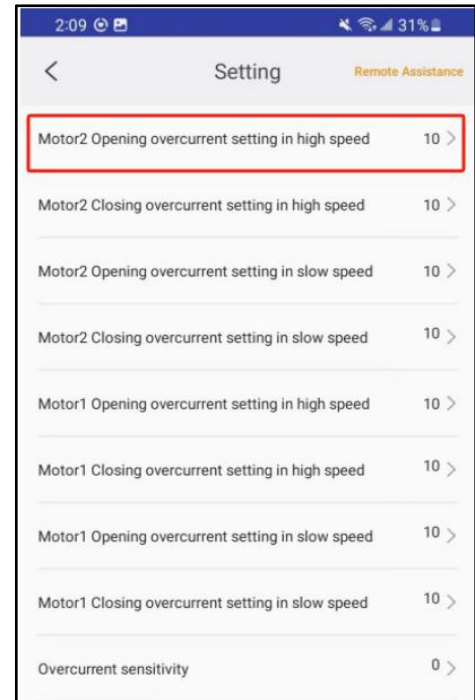 2:09 31%
Setting Remote Assistance
Motor2 Opening overcurrent setting in high speed 10
Motor2 Closing overcurrent setting in high speed 10
Motor2 Opening overcurrent setting in slow speed 10
Motor2 Closing overcurrent setting in slow speed 10
Motor1 Opening overcurrent setting in high speed 10
Motor1 Closing overcurrent setting in high speed 10
Motor1 Opening overcurrent setting in slow speed 10
Motor1 Closing overcurrent setting in slow speed 10
Overcurrent sensitivity 0